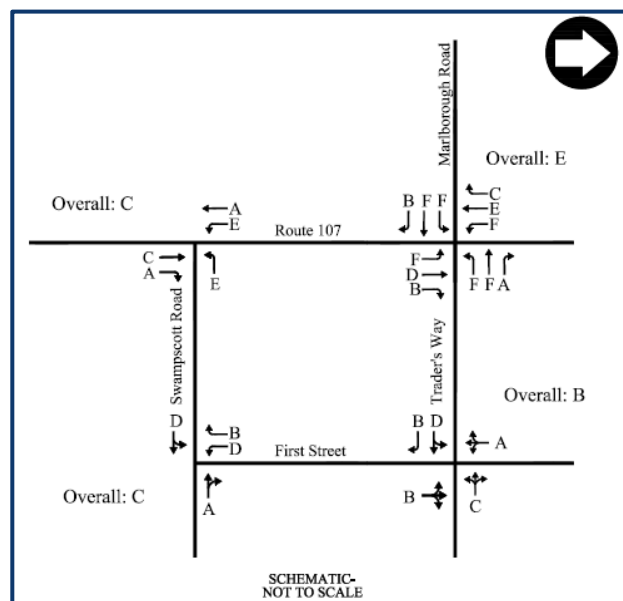 Marlborough Road
Overall: E
Overall: C
A
E
B F F
C
E
F
Route 107
C
A
E
F
D
B
F F A
Swampscott Road
Trader's Way
Overall: B
D
B
D
First Street
B D
A
Overall: C
A
B
C
SCHEMATIC-
NOT TO SCALE